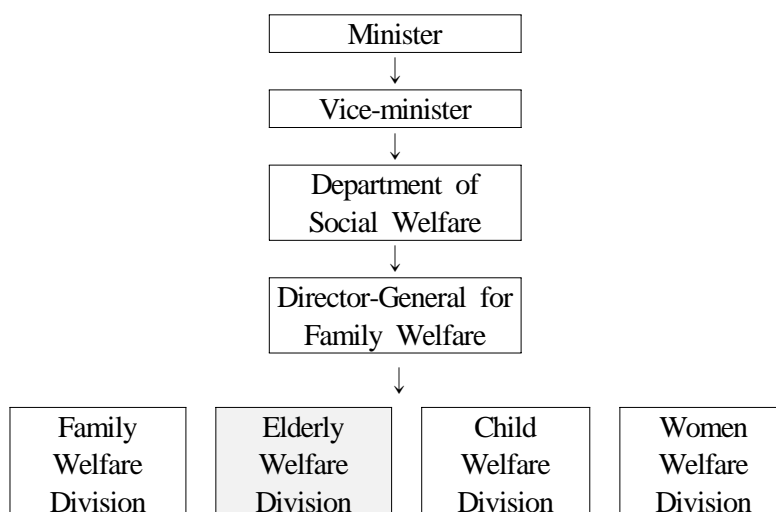 Minister
Vice-minister
Department of
Social Welfare
Director-General for
Family Welfare
Family
Welfare
Division
Elderly
Welfare
Division
Child
Welfare
Division
Women
Welfare
Division